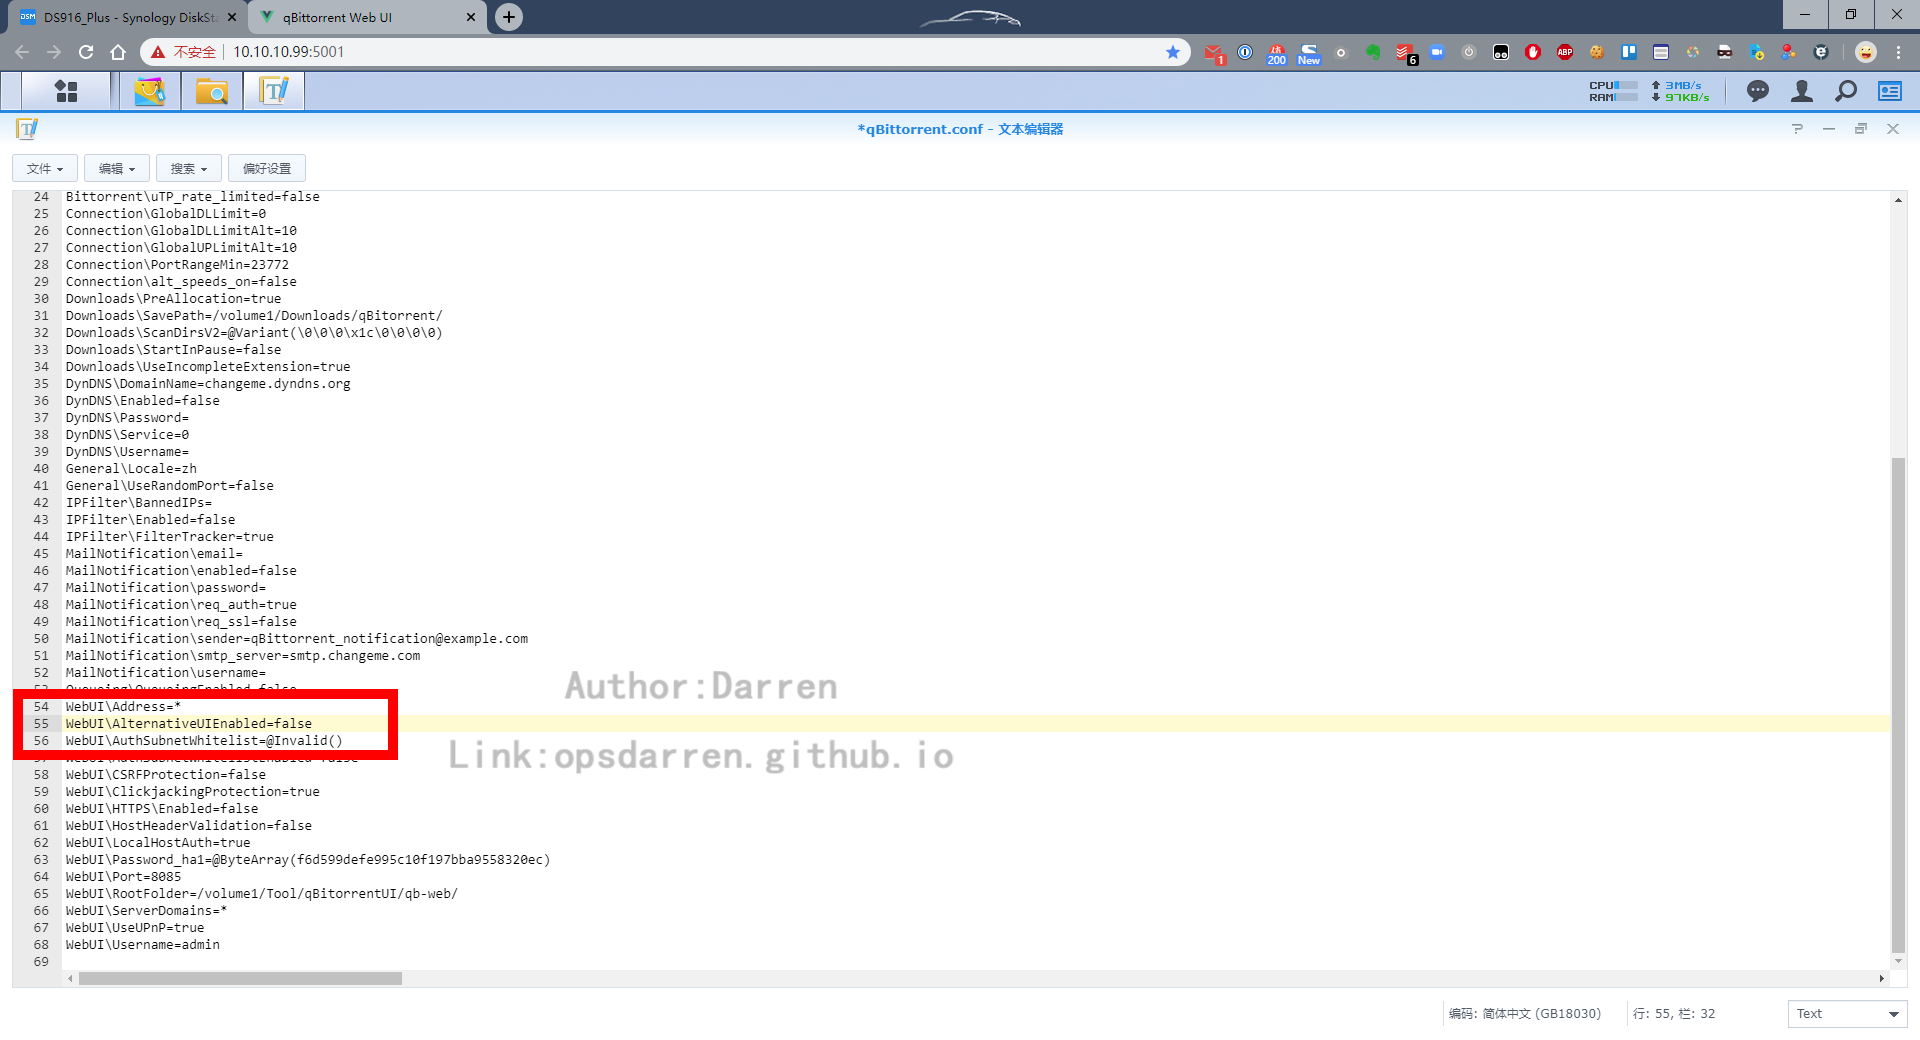 DS916_Plus - Synology DiskSta
qBittorrent Web UI
不安全
10.10.10.99:5001
1
200
New
6
ABP
CPU
3MB/s
RAM
97KB/s
*qBittorrent.conf - 文本编辑器
文件
编辑
搜索
偏好设置
24 Bittorrent\uTP_rate_limited=false
25 Connection\GlobalDLLimit=0
26 Connection\GlobalDLLimitAlt=10
27 Connection\GlobalUPLimitAlt=10
28 Connection\PortRangeMin=23772
29 Connection\alt_speeds_on=false
30 Downloads\PreAllocation=true
31 Downloads\SavePath=/volume1/Downloads/qBitorrent/
32 Downloads\ScanDirsV2=@Variant(\0\0\0\x1c\0\0\0\0)
33 Downloads\StartInPause=false
34 Downloads\UseIncompleteExtension=true
35 DynDNS\DomainName=changeme.dyndns.org
36 DynDNS\Enabled=false
37 DynDNS\Password=
38 DynDNS\Service=0
39 DynDNS\Username=
40 General\Locale=zh
41 General\UseRandomPort=false
42 IPFilter\BannedIPs=
43 IPFilter\Enabled=false
44 IPFilter\FilterTracker=true
45 MailNotification\email=
46 MailNotification\enabled=false
47 MailNotification\password=
48 MailNotification\req_auth=true
49 MailNotification\req_ssl=false
50 MailNotification\sender=qBittorrent_notification@example.com
51 MailNotification\smtp_server=smtp.changeme.com
52 MailNotification\username=
53 Queueing\QueueingEnabled=false
54 WebUI\Address=*
55 WebUI\AlternativeUIEnabled=false
56 WebUI\AuthSubnetWhitelist=@Invalid()
57 WebUI\AuthSubnetWhitelistEnabled=false
58 WebUI\CSRFProtection=false
59 WebUI\ClickjackingProtection=true
60 WebUI\HTTPS\Enabled=false
61 WebUI\HostHeaderValidation=false
62 WebUI\LocalHostAuth=true
63 WebUI\Password_ha1=@ByteArray(f6d599defe995c10f197bba9558320ec)
64 WebUI\Port=8085
65 WebUI\RootFolder=/volume1/Tool/qBitorrentUI/qb-web/
66 WebUI\ServerDomains=*
67 WebUI\UseUPnP=true
68 WebUI\Username=admin
69
Author:Darren
Link:opsdarren.github.io
编码: 简体中文 (GB18030)
行: 55, 栏: 32
Text